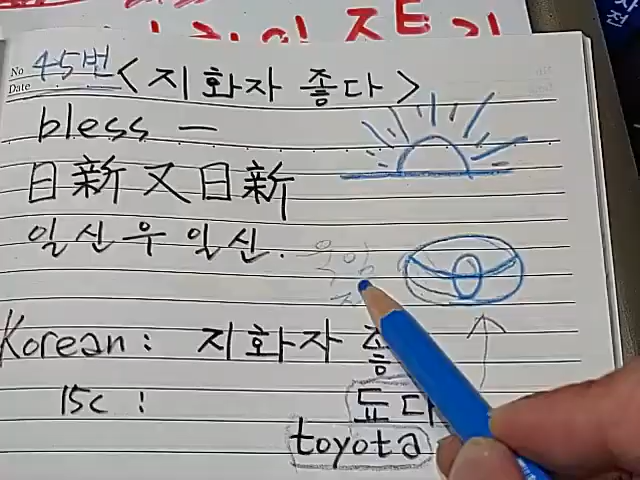 No 45번
Date
<지화자 좋다>
bless —
日新又日新
일신우일신.
Korean: 지화자 좋
15c :
됴다
toyota